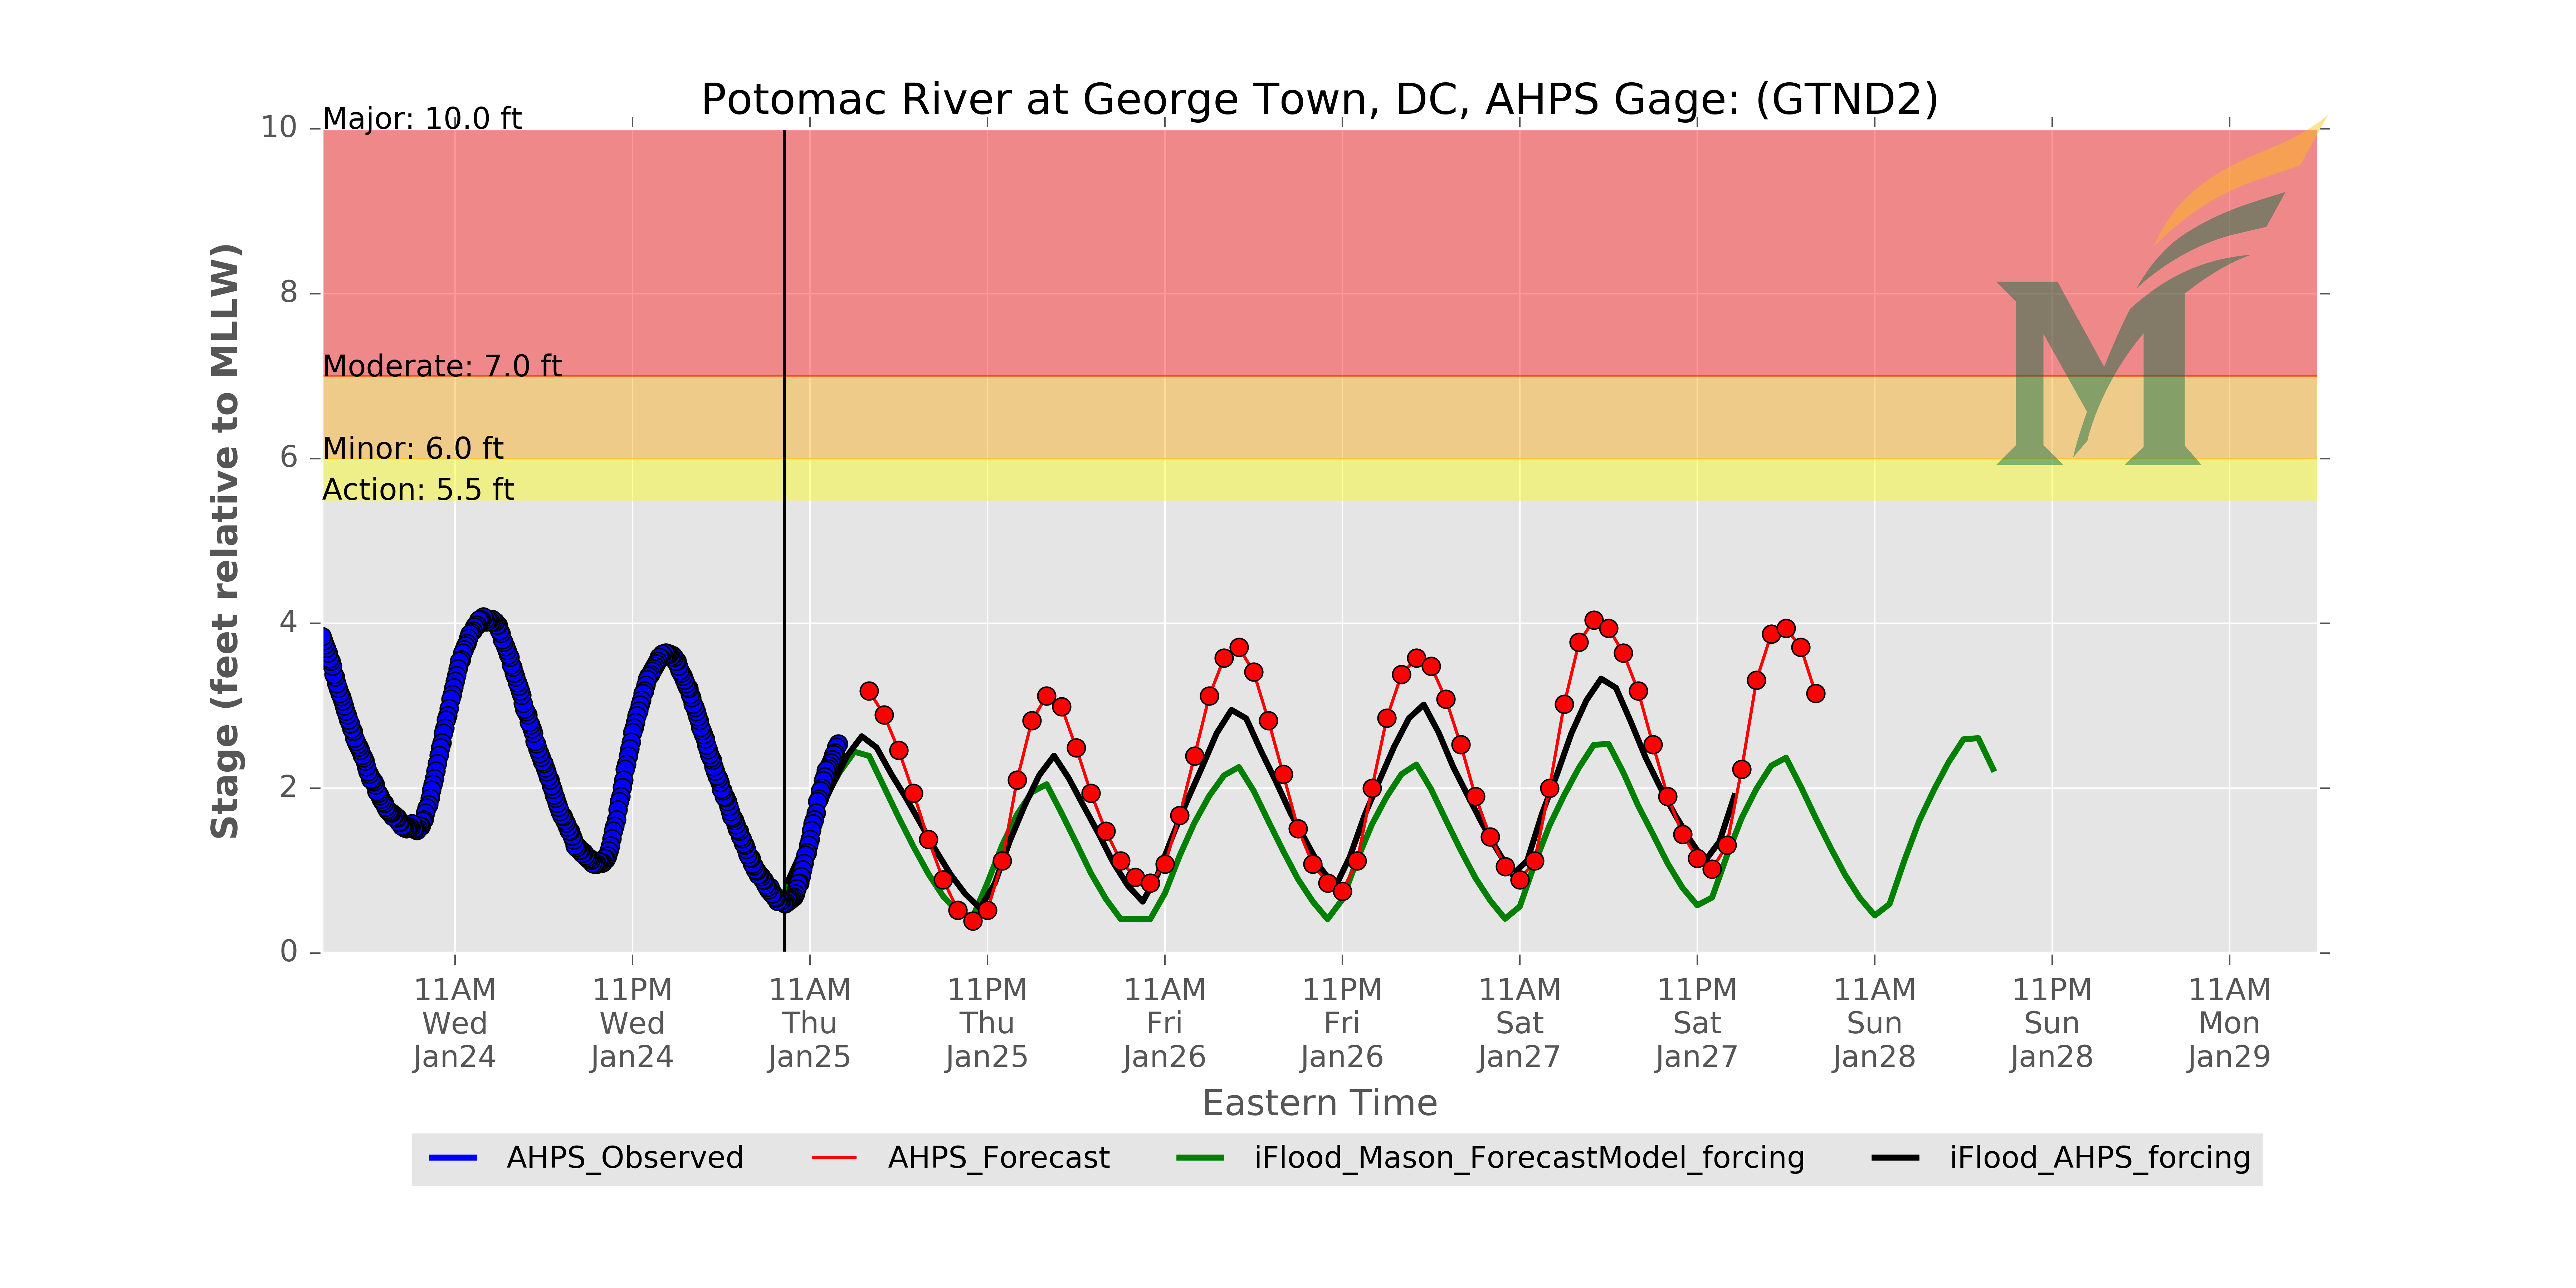 Potomac River at George Town, DC, AHPS Gage: (GTND2)
Major: 10.0 ft
Moderate: 7.0 ft
Minor: 6.0 ft
Action: 5.5 ft
Stage (feet relative to MLLW)
10
8
6
4
2
0
11AM 11PM 11AM 11PM 11AM 11PM 11AM 11PM 11AM 11PM 11AM
Wed Wed Thu Thu Fri Fri Sat Sat Sun Sun Mon
Jan24 Jan24 Jan25 Jan25 Jan26 Jan26 Jan27 Jan27 Jan28 Jan28 Jan29
Eastern Time
AHPS_Observed AHPS_Forecast iFlood_Mason_ForecastModel_forcing iFlood_AHPS_forcing